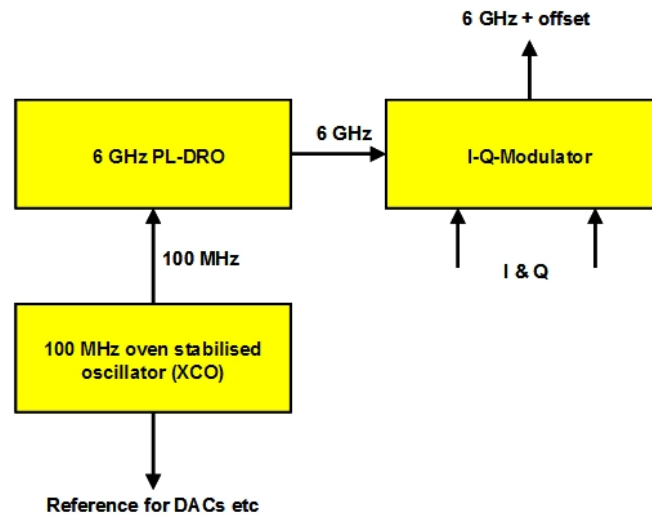 6 GHz + offset
6 GHz PL-DRO
6 GHz
I-Q-Modulator
100 MHz
I & Q
100 MHz oven stabilised
oscillator (XCO)
Reference for DACs etc